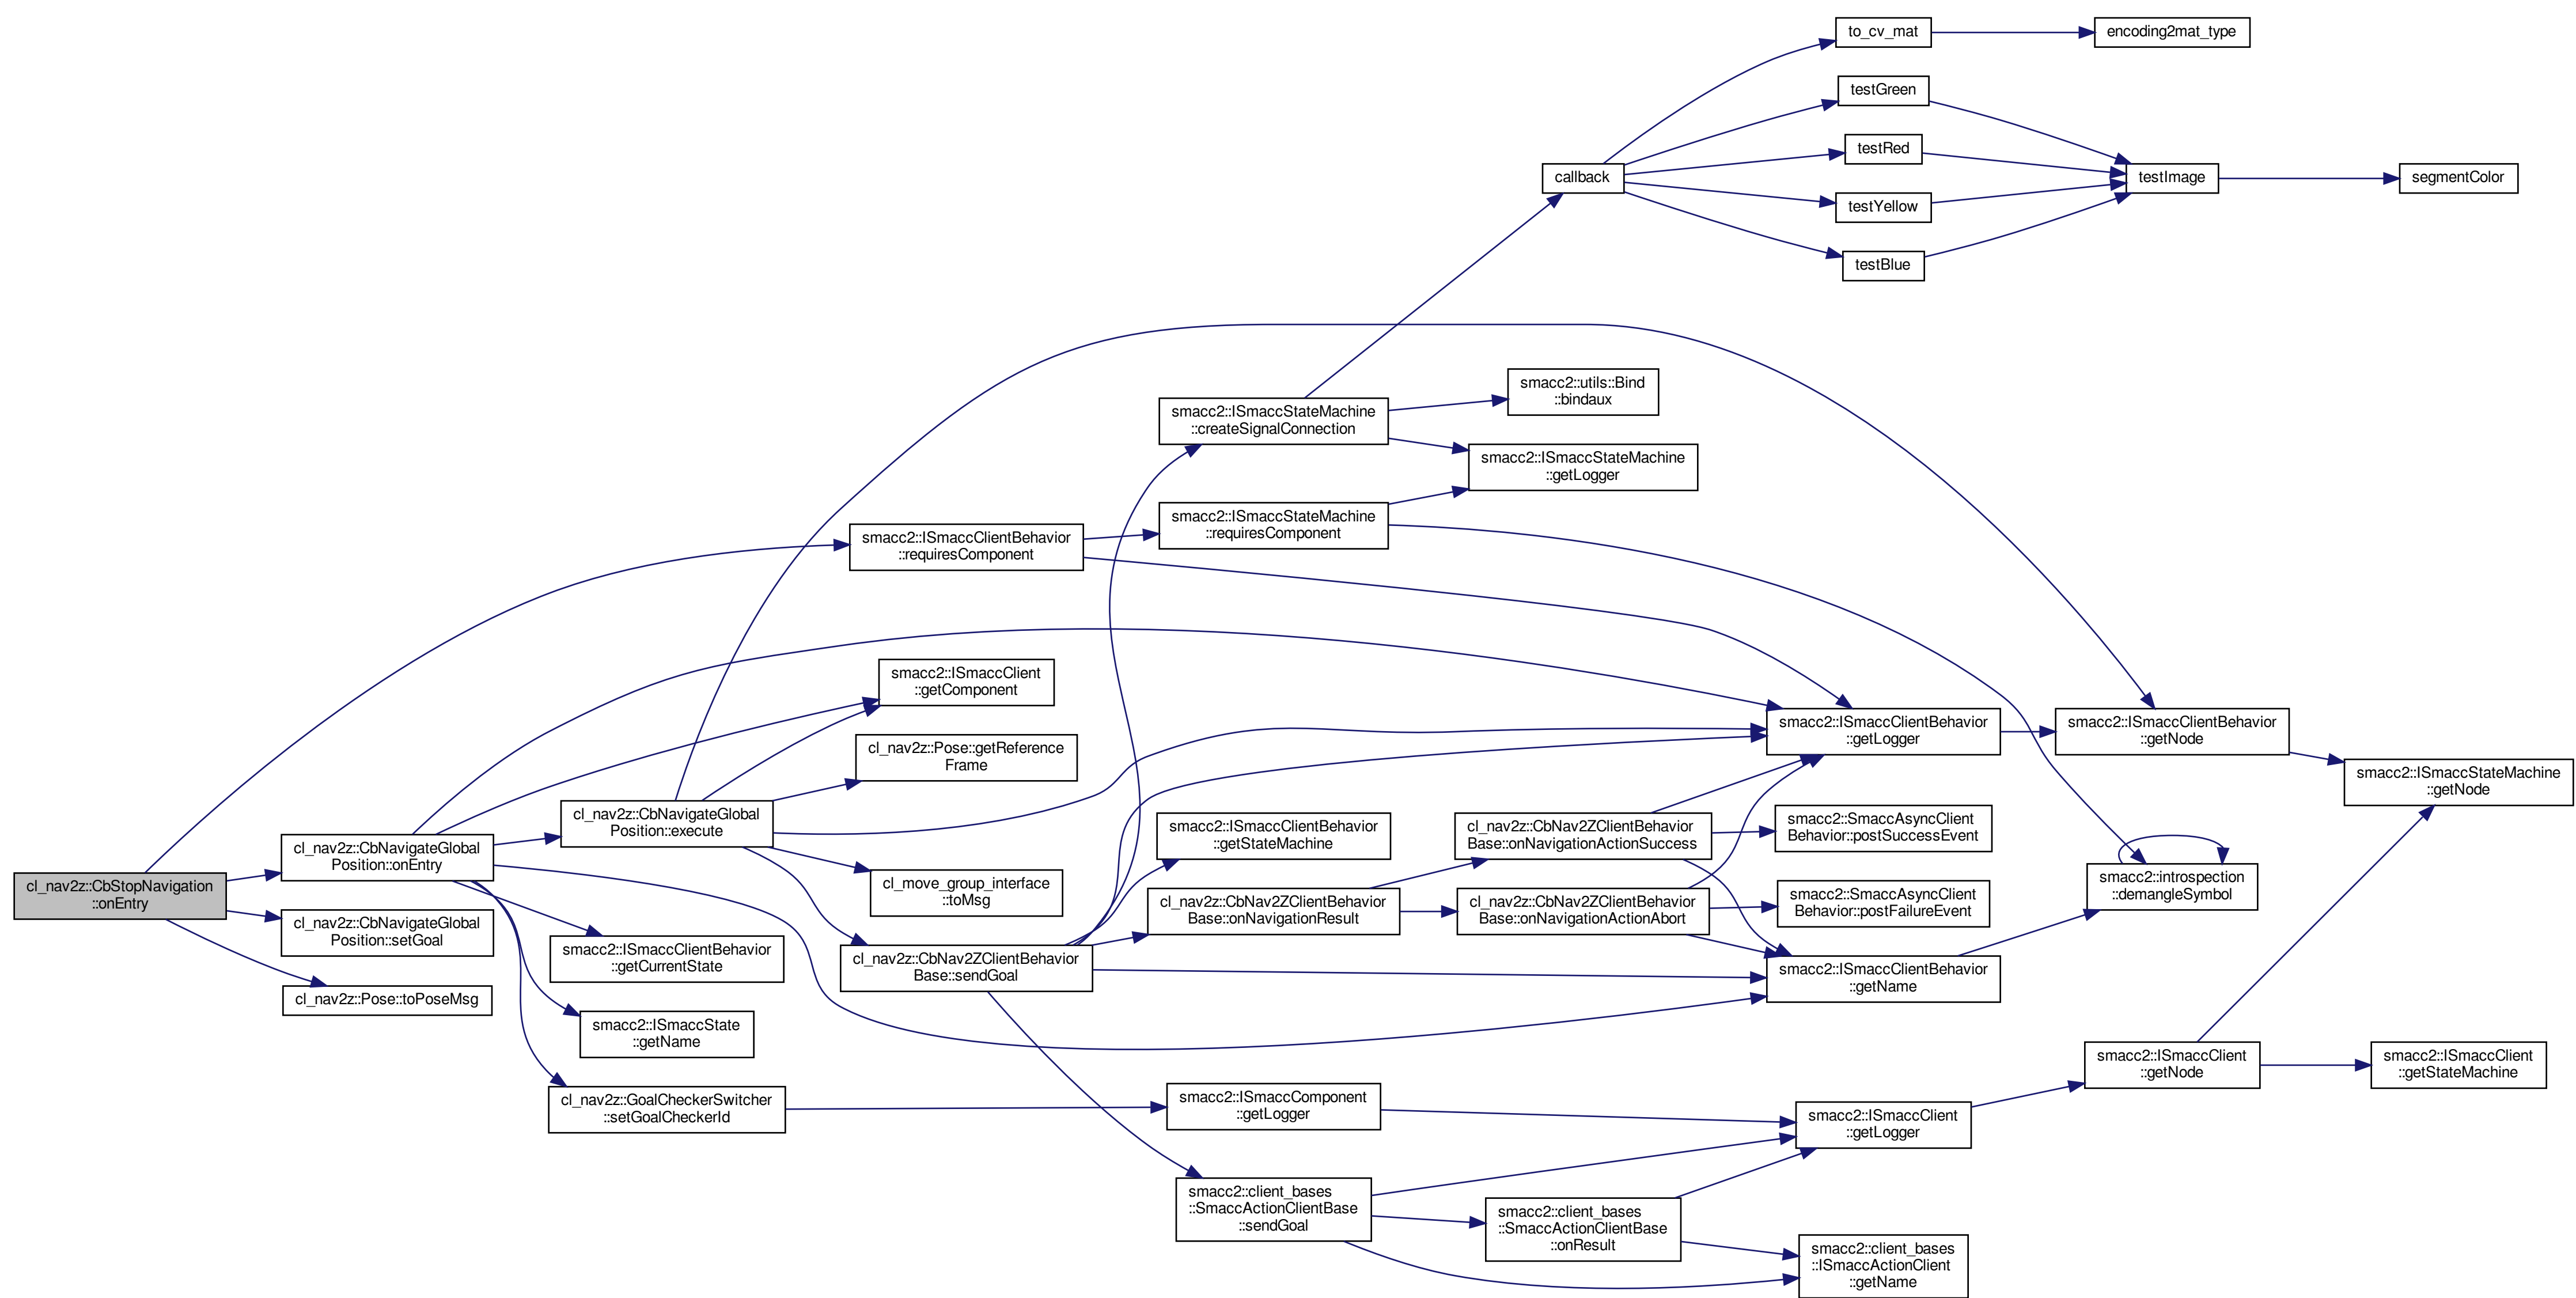 to_cv_mat
encoding2mat_type
testGreen
testRed
callback
testImage
segmentColor
testYellow
testBlue
smacc2::utils::Bind
::bindaux
smacc2::ISmaccStateMachine
::createSignalConnection
smacc2::ISmaccStateMachine
::getLogger
smacc2::ISmaccStateMachine
::requiresComponent
smacc2::ISmaccClientBehavior
::requiresComponent
smacc2::ISmaccClient
::getComponent
cl_nav2z::Pose::getReference
Frame
smacc2::ISmaccClientBehavior
::getLogger
smacc2::ISmaccClientBehavior
::getNode
smacc2::ISmaccStateMachine
::getNode
cl_nav2z::CbNavigateGlobal
Position::execute
smacc2::ISmaccClientBehavior
::getStateMachine
cl_nav2z::CbNav2ZClientBehavior
Base::onNavigationActionSuccess
smacc2::SmaccAsyncClient
Behavior::postSuccessEvent
cl_nav2z::CbNavigateGlobal
Position::onEntry
cl_nav2z::CbStopNavigation
::onEntry
cl_move_group_interface
::toMsg
cl_nav2z::CbNav2ZClientBehavior
Base::onNavigationResult
cl_nav2z::CbNav2ZClientBehavior
Base::onNavigationActionAbort
smacc2::SmaccAsyncClient
Behavior::postFailureEvent
smacc2::introspection
::demangleSymbol
cl_nav2z::CbNavigateGlobal
Position::setGoal
smacc2::ISmaccClientBehavior
::getCurrentState
cl_nav2z::CbNav2ZClientBehavior
Base::sendGoal
smacc2::ISmaccClientBehavior
::getName
cl_nav2z::Pose::toPoseMsg
smacc2::ISmaccState
::getName
smacc2::ISmaccClient
::getNode
smacc2::ISmaccClient
::getStateMachine
cl_nav2z::GoalCheckerSwitcher
::setGoalCheckerId
smacc2::ISmaccComponent
::getLogger
smacc2::ISmaccClient
::getLogger
smacc2::client_bases
::SmaccActionClientBase
::sendGoal
smacc2::client_bases
::SmaccActionClientBase
::onResult
smacc2::client_bases
::ISmaccActionClient
::getName